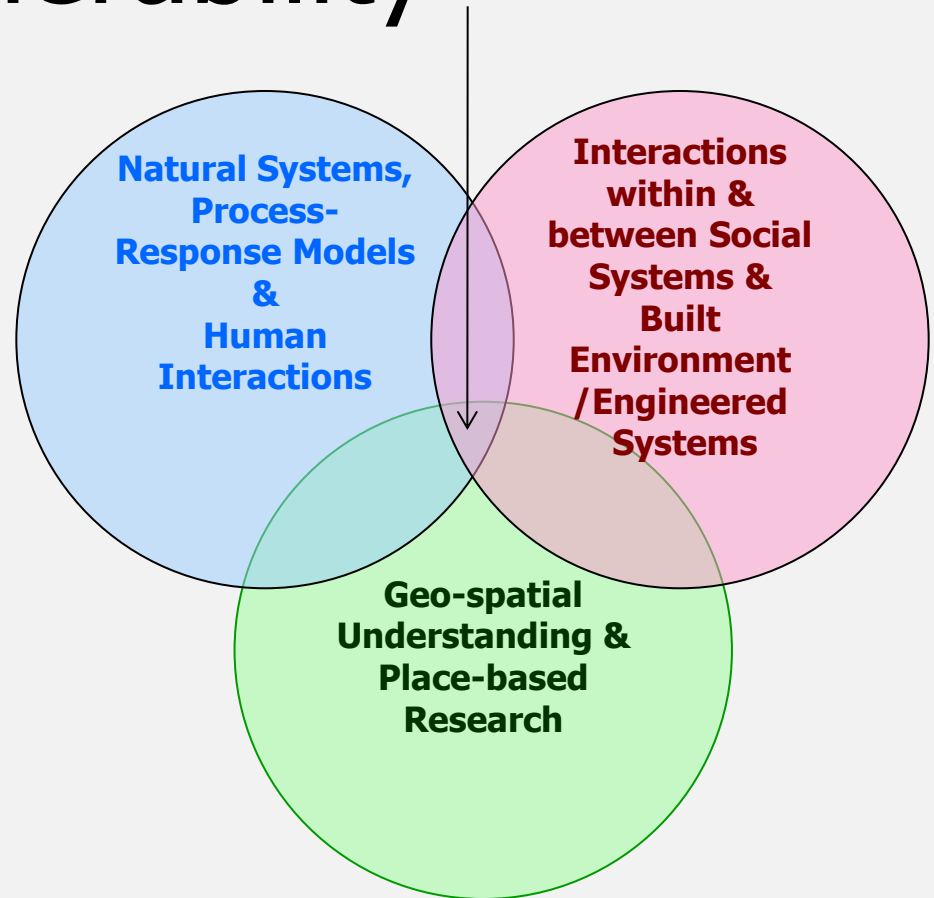 Natural Systems,
Process-
Response Models
&
Human
Interactions
Interactions
within &
between Social
Systems &
Built
Environment
/Engineered
Systems
Geo-spatial
Understanding &
Place-based
Research